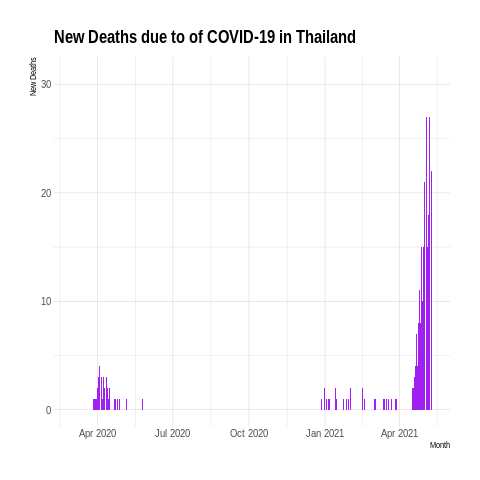 New Deaths due to of COVID-19 in Thailand
New Deaths
30
20
10
0
Apr 2020 Jul 2020 Oct 2020 Jan 2021 Apr 2021
Month